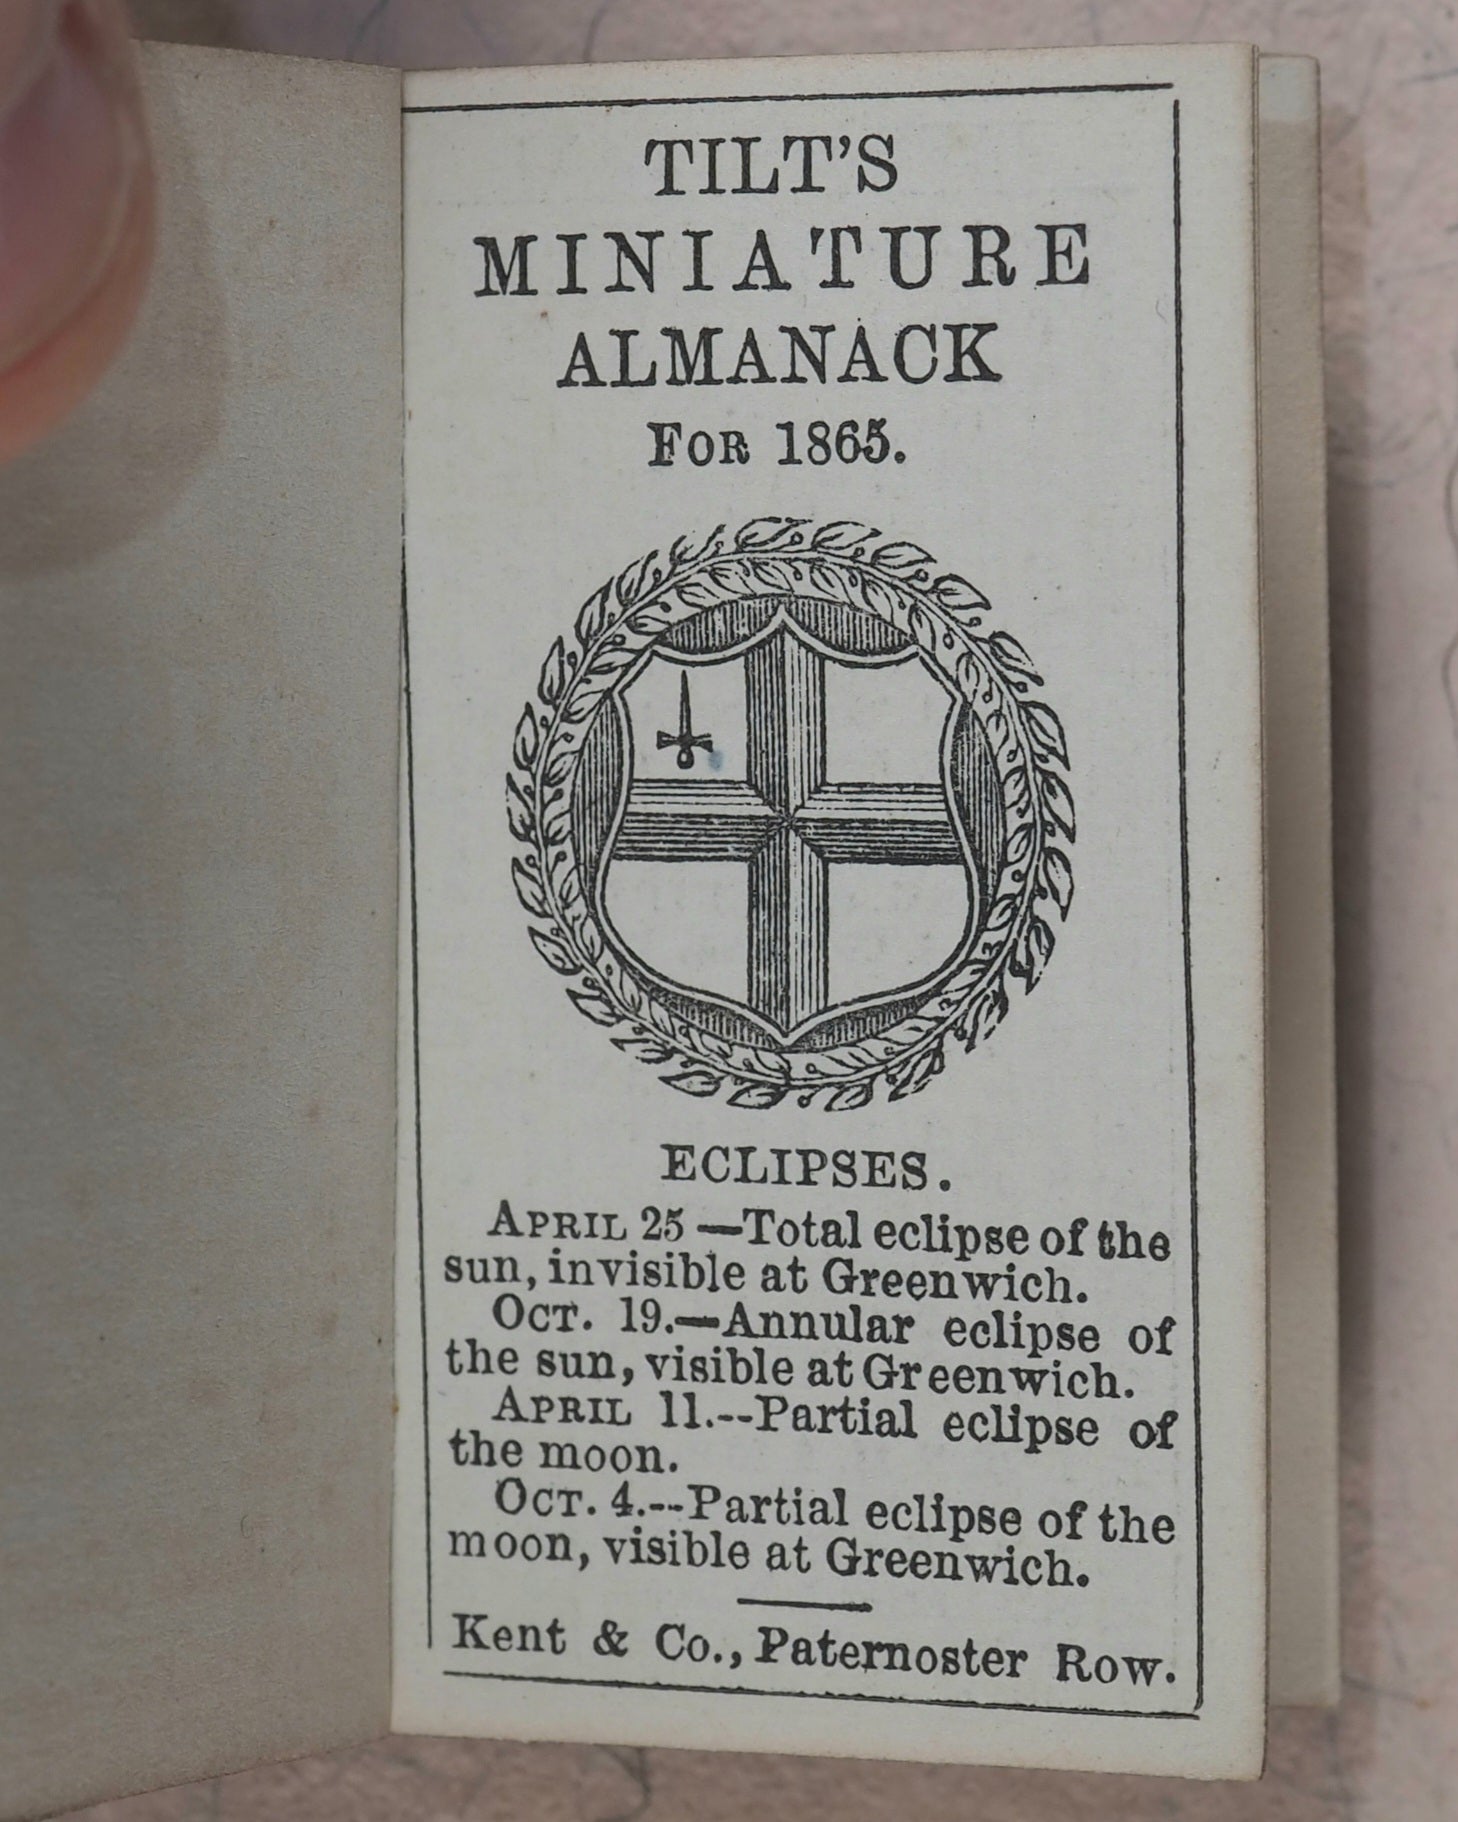 TILT'S
MINIATURE
ALMANACK
FOR 1865.
ECLIPSES.
APRIL 25 —Total eclipse of the
sun, invisible at Greenwich.
OCT. 19.—Annular eclipse of
the sun, visible at Greenwich.
APRIL 11.--Partial eclipse of
the moon.
OCT. 4.--Partial eclipse of the
moon, visible at Greenwich.
Kent & Co., Paternoster Row.